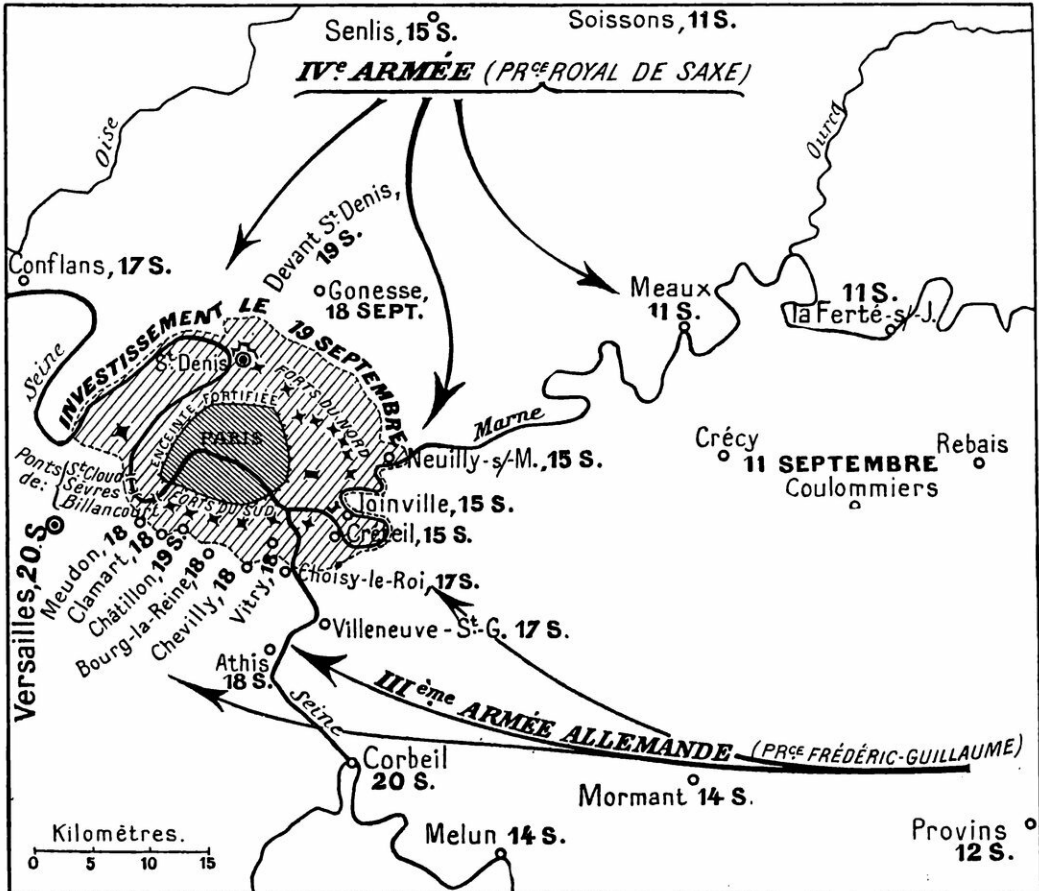 Senlis, 15 S.
Soissons, 11 S.
IVe ARMÉE (PRCE ROYAL DE SAXE)
Oise
Ourcq
Devant St Denis,
19 S.
Conflans, 17 S.
Gonesse,
18 SEPT.
Meaux
11 S.
11 S.
la Ferté-s/-J.
INVESTISSEMENT LE 19 SEPTEMBRE
Seine
St Denis
FORTS DU NORD
ENCEINTE FORTIFIÉE
PARIS
Marne
Neuilly-s/-M., 15 S.
Crécy
Rebais
11 SEPTEMBRE
Coulommiers
Ponts de:
St Cloud
Sèvres
Billancourt
FORTS DU SUD
Joinville, 15 S.
Créteil, 15 S.
Versailles, 20 S.
Meudon, 18
Clamart, 18
Châtillon, 19 S.
Bourg-la-Reine, 18
Chevilly, 18
Vitry, 18
Choisy-le-Roi, 17 S.
Villeneuve-St-G. 17 S.
Athis
18 S.
Seine
IIIème ARMÉE ALLEMANDE (PRCE FRÉDÉRIC-GUILLAUME)
Corbeil
20 S.
Mormant 14 S.
Melun 14 S.
Provins
12 S.
Kilomètres.
0 5 10 15